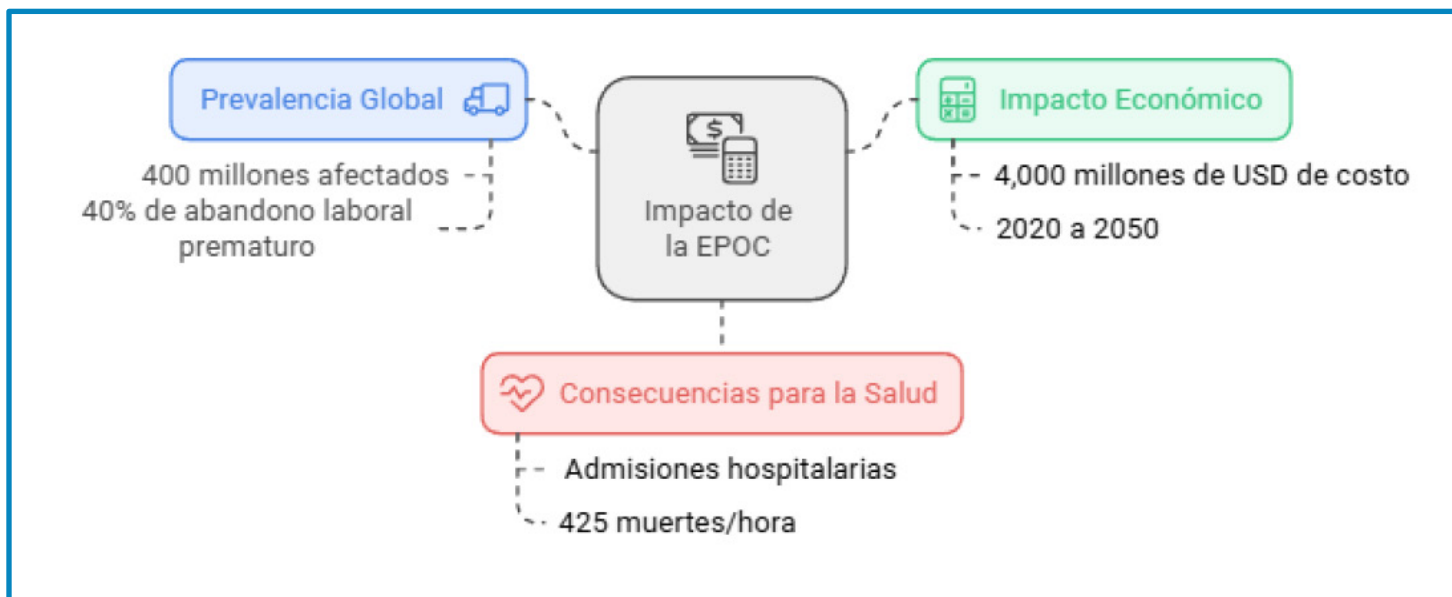 Prevalencia Global
400 millones afectados
40% de abandono laboral
prematuro
$
Impacto de
la EPOC
Impacto Económico
4,000 millones de USD de costo
2020 a 2050
Consecuencias para la Salud
Admisiones hospitalarias
425 muertes/hora